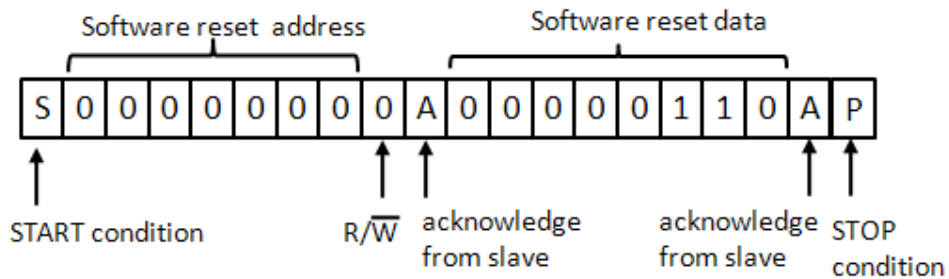 Software reset address
Software reset data
S 0 0 0 0 0 0 0 0 A 0 0 0 0 0 1 1 0 A P
START condition
R/W̅
acknowledge
from slave
acknowledge
from slave
STOP
condition